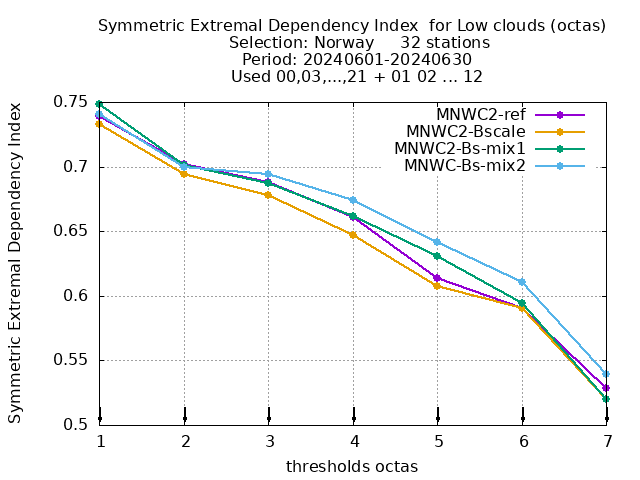 Symmetric Extremal Dependency Index  for Low clouds (octas)
Selection: Norway     32 stations
Period: 20240601-20240630
Used 00,03,...,21 + 01 02 ... 12
Symmetric Extremal Dependency Index
MNWC2-ref
MNWC2-Bscale
MNWC2-Bs-mix1
MNWC-Bs-mix2
0.75
0.7
0.65
0.6
0.55
0.5
1 2 3 4 5 6 7
thresholds octas